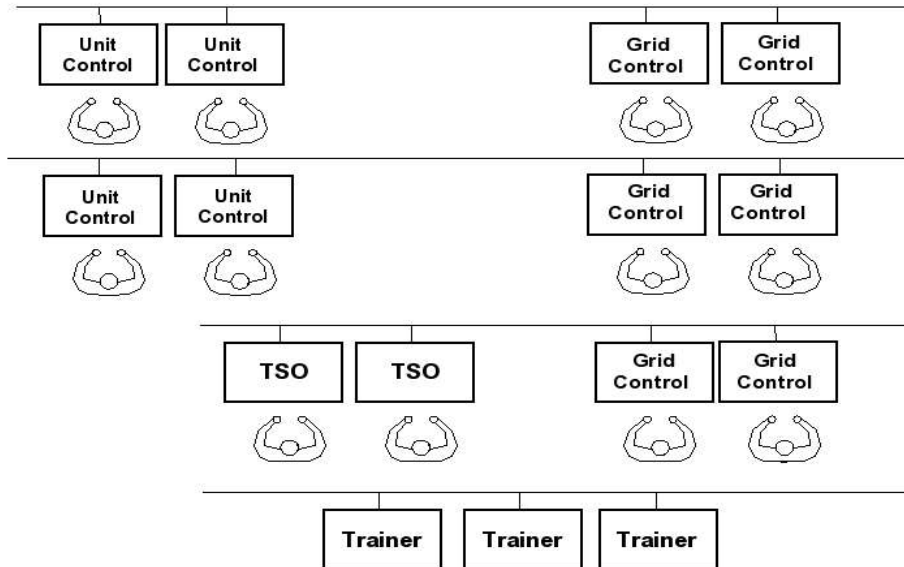 Unit
Control
Unit
Control
Grid
Control
Grid
Control
Unit
Control
Unit
Control
Grid
Control
Grid
Control
TSO
TSO
Grid
Control
Grid
Control
Trainer
Trainer
Trainer